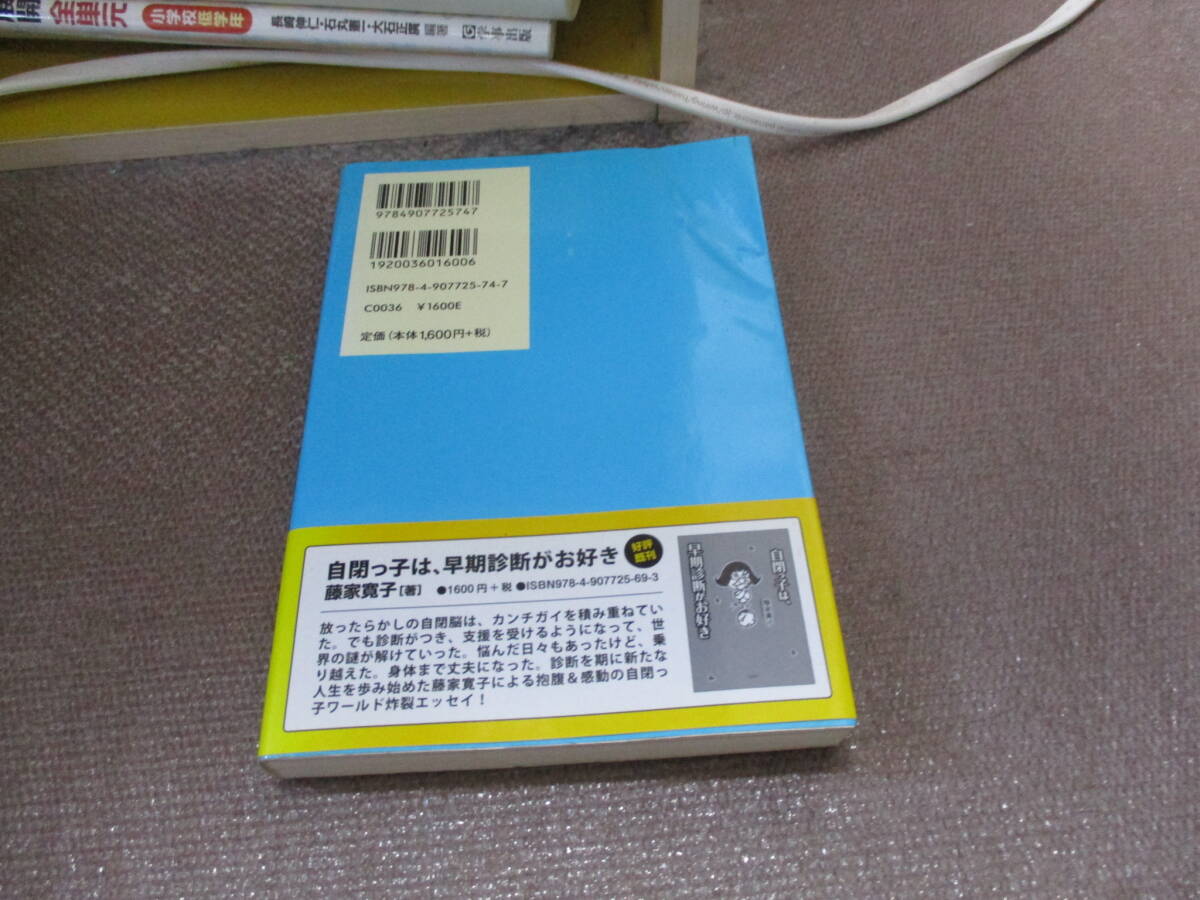 全単元
小学校低学年
編著
9784907725747
1920036016006
ISBN978-4-907725-74-7
C0036 ¥1600E
定価(本体1,600円+税)
自閉っ子は、早期診断がお好き
好評
既刊
藤家寛子[著] ●1600円+税 ●ISBN978-4-907725-69-3
放ったらかしの自閉脳は、カンチガイを積み重ねてい
た。でも診断がつき、支援を受けるようになって、世
界の謎が解けていった。悩んだ日々もあったけど、乗
り越えた。身体まで丈夫になった。診断を期に新たな
人生を歩み始めた藤家寛子による抱腹&感動の自閉っ
子ワールド炸裂エッセイ!
自閉っ子は、
早期診断がお好き